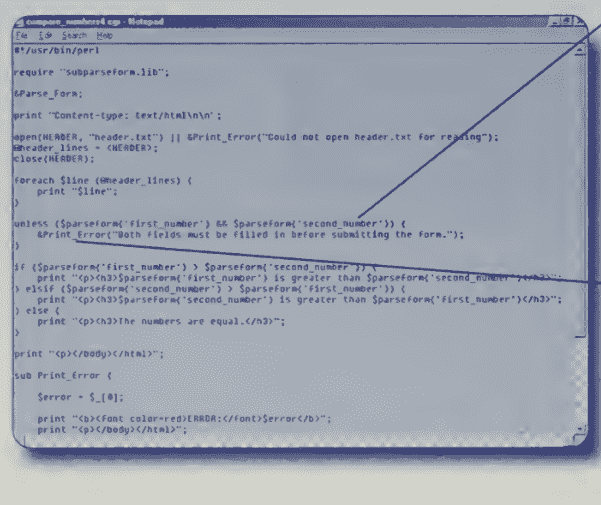 compare_numbers4 cgi - Notepad
File Edit Search Help
#!/usr/bin/perl
require "subparseform.lib";
&Parse_Form;
print "Content-type: text/html\n\n";
open(HEADER, "header.txt") || &Print_Error("Could not open header.txt for reading");
@header_lines = <HEADER>;
close(HEADER);
foreach $line (@header_lines) {
print "$line";
}
unless ($parseform{'first_number'} && $parseform{'second_number'}) {
&Print_Error("Both fields must be filled in before submitting the form.");
}
if ($parseform{'first_number'} > $parseform{'second_number'}) {
print "<p><h3>$parseform{'first_number'} is greater than $parseform{'second_number'}</h3>";
} elsif ($parseform{'second_number'} > $parseform{'first_number'}) {
print "<p><h3>$parseform{'second_number'} is greater than $parseform{'first_number'}</h3>";
} else {
print "<p><h3>The numbers are equal.</h3>";
}
print "<p></body></html>";
sub Print_Error {
$error = $_[0];
print "<b><font color=red>ERROR:</font>$error</b>";
print "<p></body></html>";